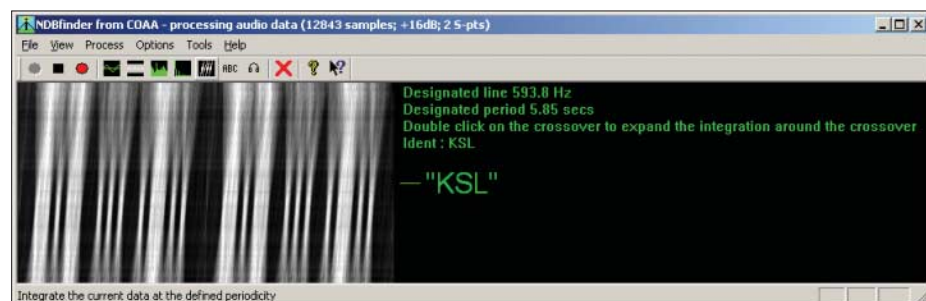 NDBfinder from COAA - processing audio data (12843 samples; +16dB; 2 5-pts)
File View Process Options Tools Help
ABC
Designated line 593.8 Hz
Designated period 5.85 secs
Double click on the crossover to expand the integration around the crossover
Ident : KSL
—"KSL"
Integrate the current data at the defined periodicity